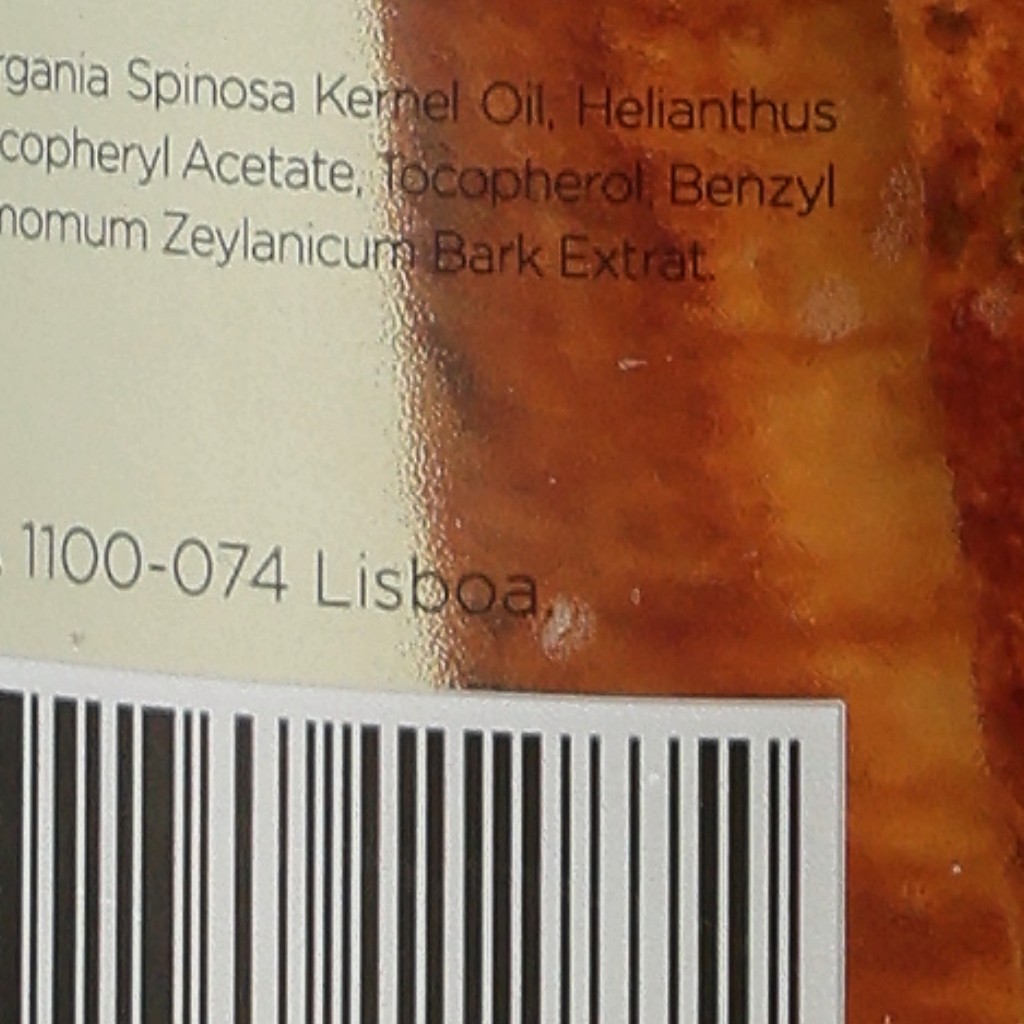 rgania Spinosa Kernel Oil, Helianthus
copheryl Acetate, Tocopherol, Benzyl
nomum Zeylanicum Bark Extrat.
1100-074 Lisboa,